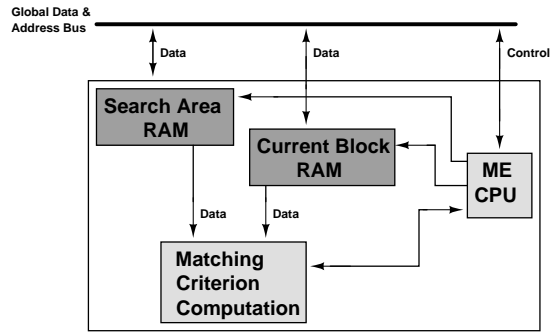 Global Data &
Address Bus
Data
Data
Control
Search Area
RAM
Current Block
RAM
ME
CPU
Data
Data
Matching
Criterion
Computation